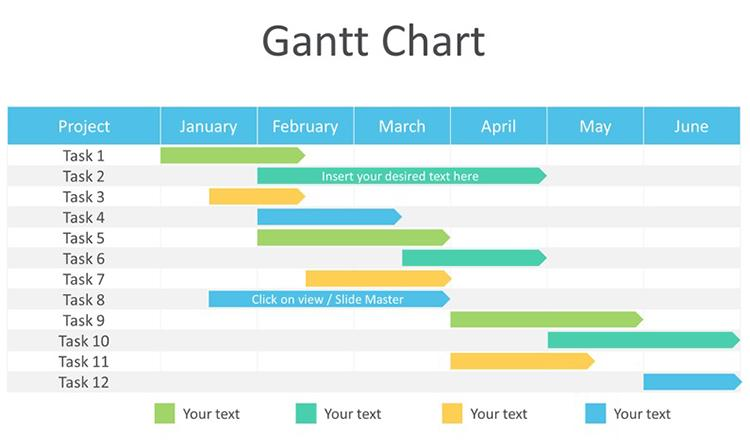 Gantt Chart
Project January February March April May June
Task 1
Task 2 Insert your desired text here
Task 3
Task 4
Task 5
Task 6
Task 7
Task 8 Click on view / Slide Master
Task 9
Task 10
Task 11
Task 12
Your text Your text Your text Your text